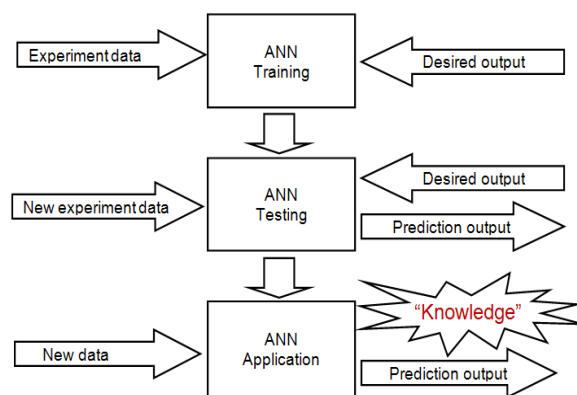 Experiment data
ANN
Training
Desired output
New experiment data
ANN
Testing
Desired output
Prediction output
New data
ANN
Application
“Knowledge”
Prediction output